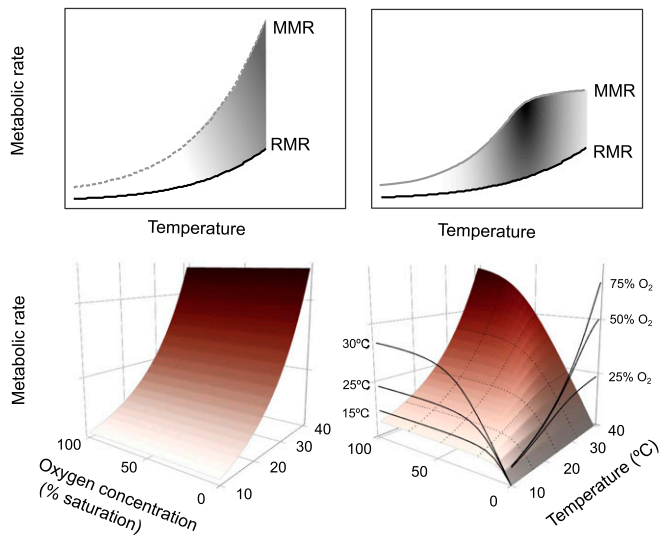 Metabolic rate
MMR
RMR
Temperature
MMR
RMR
Temperature
Metabolic rate
100
50
0
10
20
30
40
Oxygen concentration
(% saturation)
30ºC
25ºC
15ºC
75% O₂
50% O₂
25% O₂
100
50
0
10
20
30
40
Temperature (ºC)